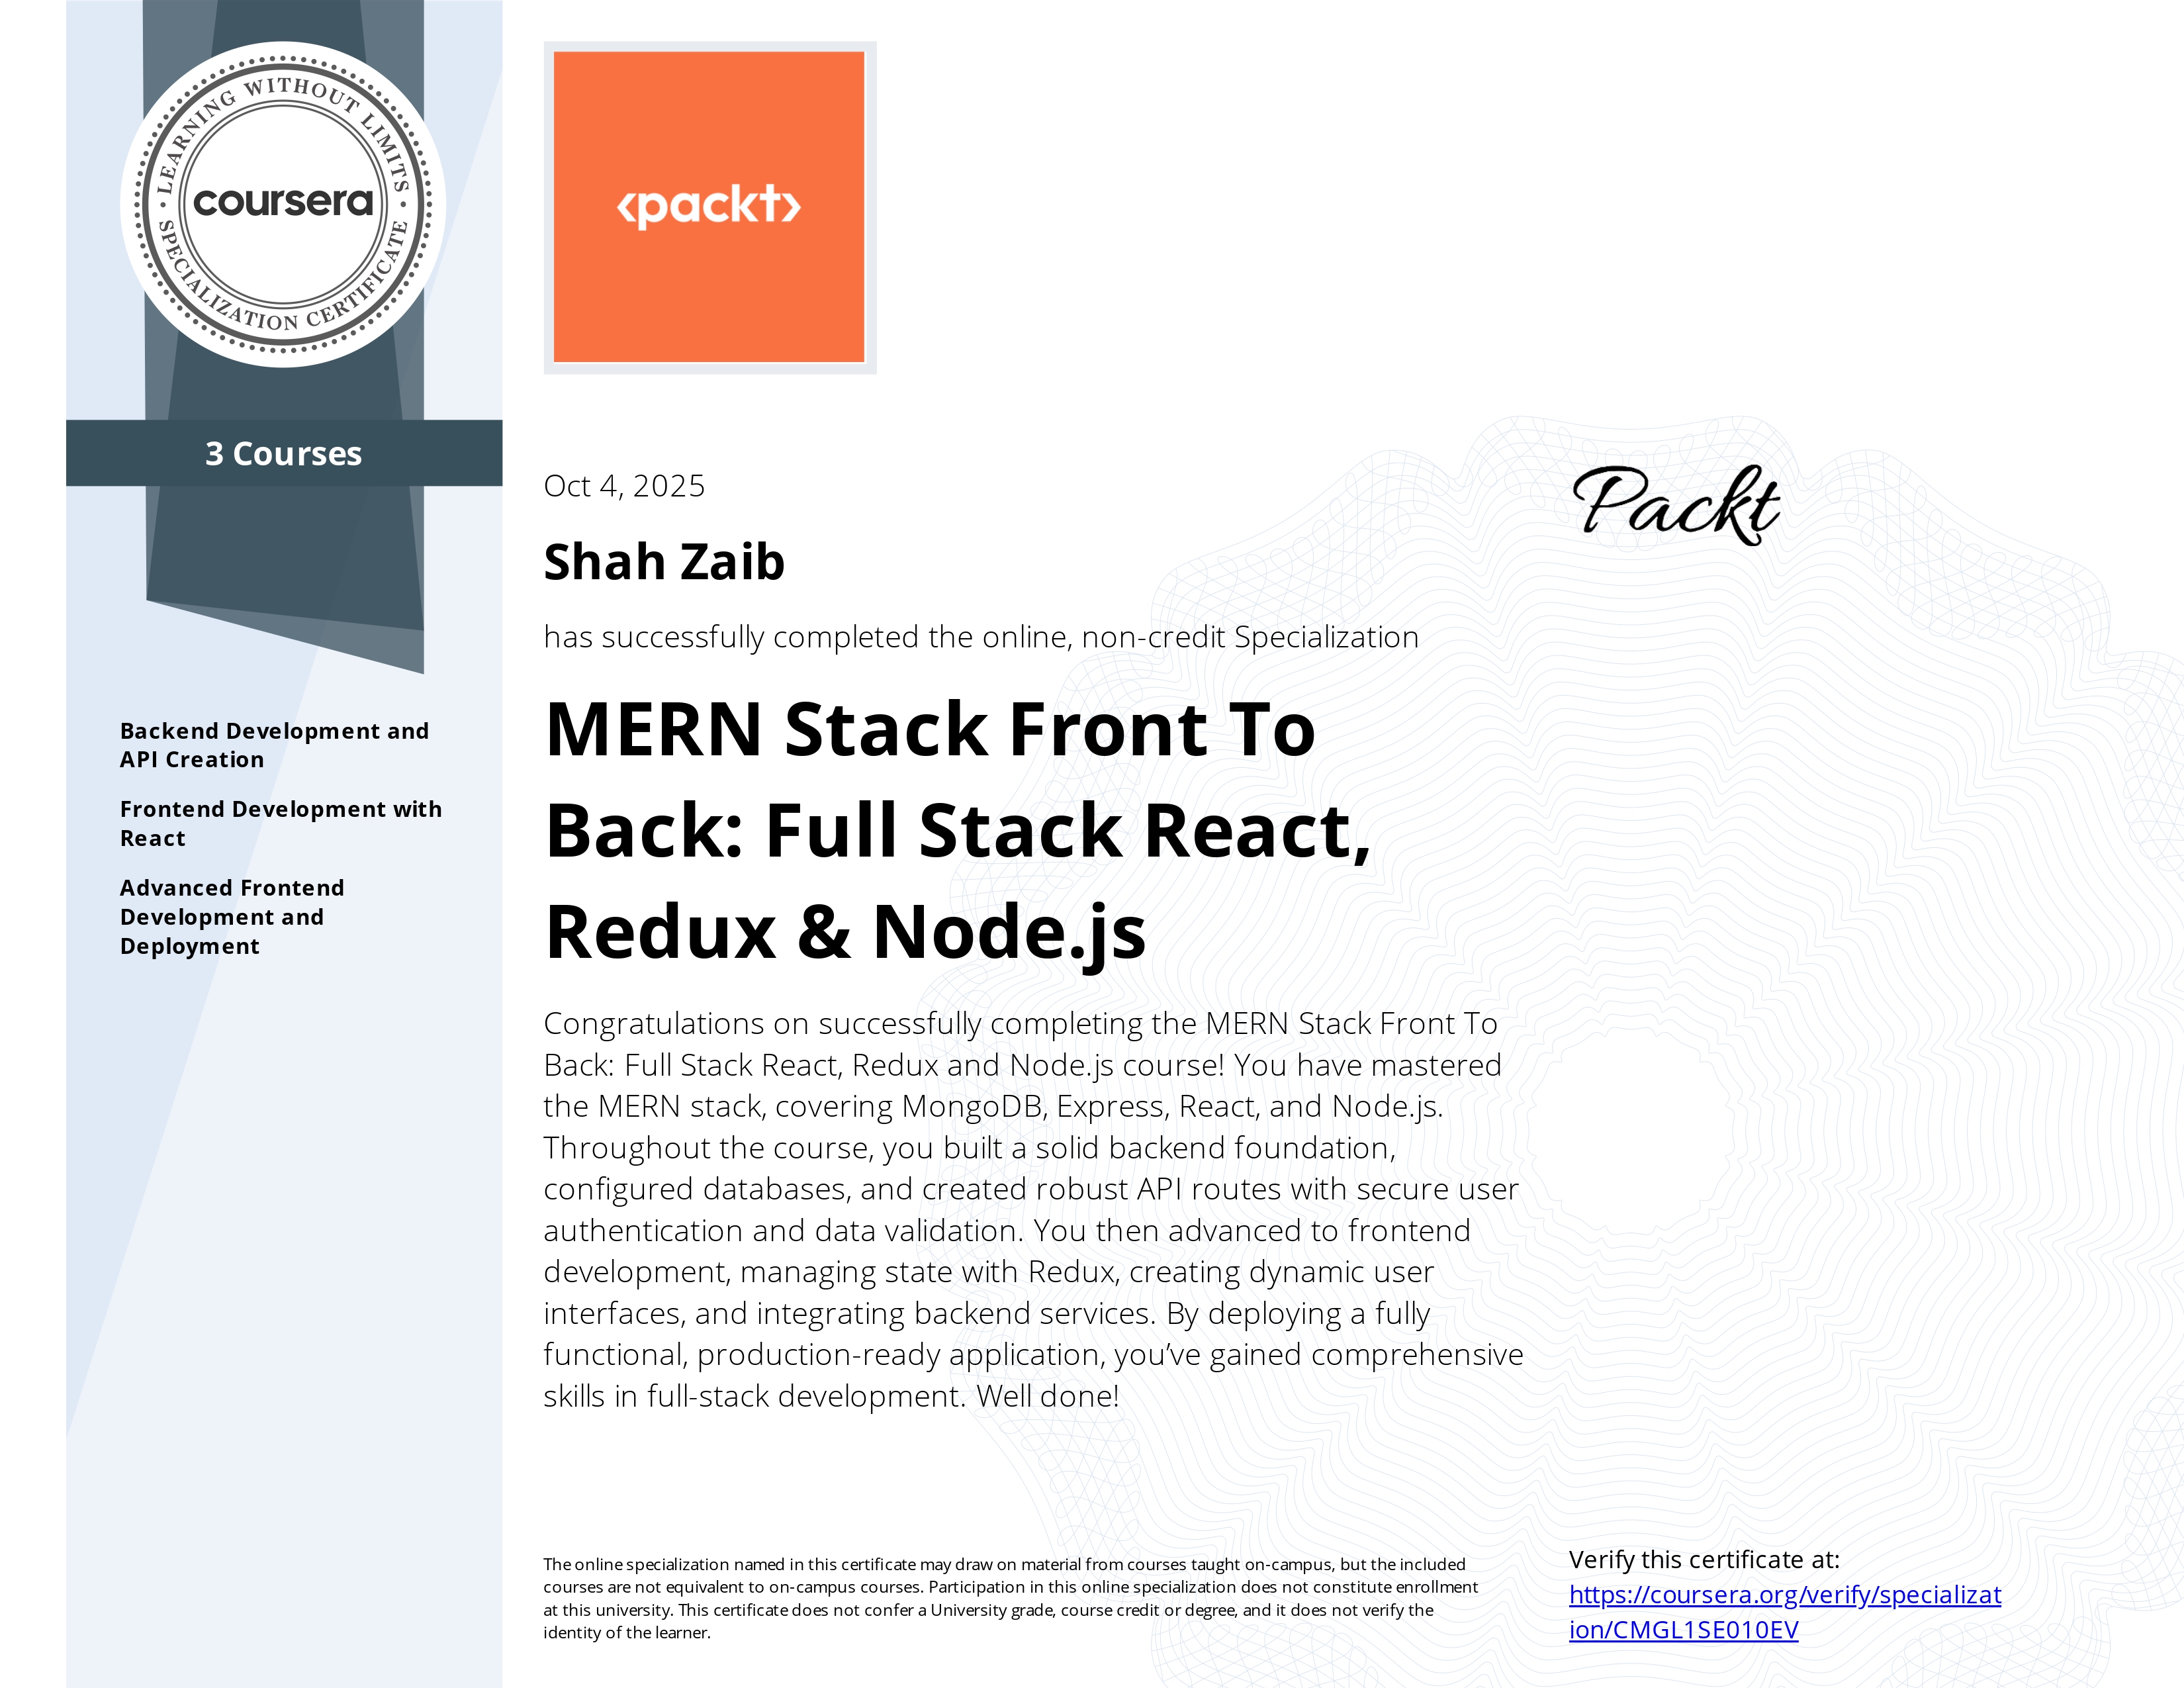 LEARNING WITHOUT LIMITS
coursera
SPECIALIZATION CERTIFICATE
3 Courses
Backend Development and
API Creation
Frontend Development with
React
Advanced Frontend
Development and
Deployment
<packt>
Oct 4, 2025
Packt
Shah Zaib
has successfully completed the online, non-credit Specialization
MERN Stack Front To
Back: Full Stack React,
Redux & Node.js
Congratulations on successfully completing the MERN Stack Front To
Back: Full Stack React, Redux and Node.js course! You have mastered
the MERN stack, covering MongoDB, Express, React, and Node.js.
Throughout the course, you built a solid backend foundation,
configured databases, and created robust API routes with secure user
authentication and data validation. You then advanced to frontend
development, managing state with Redux, creating dynamic user
interfaces, and integrating backend services. By deploying a fully
functional, production-ready application, you’ve gained comprehensive
skills in full-stack development. Well done!
The online specialization named in this certificate may draw on material from courses taught on-campus, but the included
courses are not equivalent to on-campus courses. Participation in this online specialization does not constitute enrollment
at this university. This certificate does not confer a University grade, course credit or degree, and it does not verify the
identity of the learner.
Verify this certificate at:
https://coursera.org/verify/specializat
ion/CMGL1SE010EV